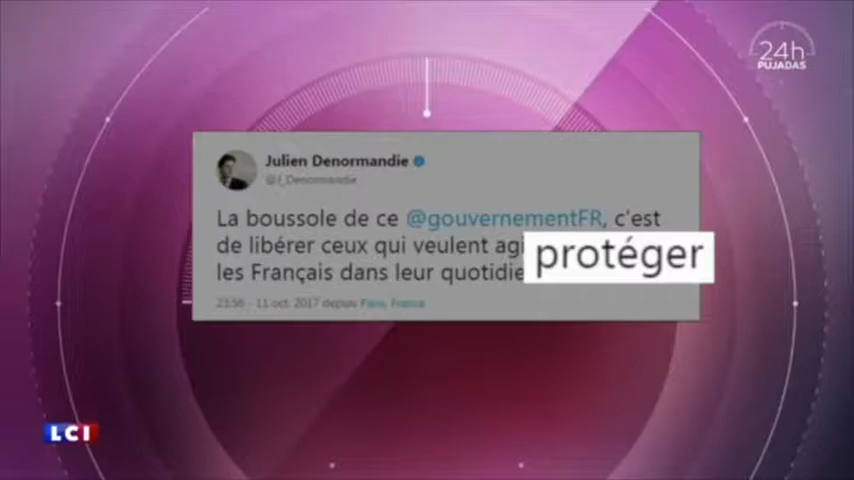 24h
PUJADAS
Julien Denormandie
@J_Denormandie
La boussole de ce @gouvernementFR, c'est
de libérer ceux qui veulent agi
protéger
les Français dans leur quotidie
23:56 - 11 oct. 2017 depuis Paris, France
LCI